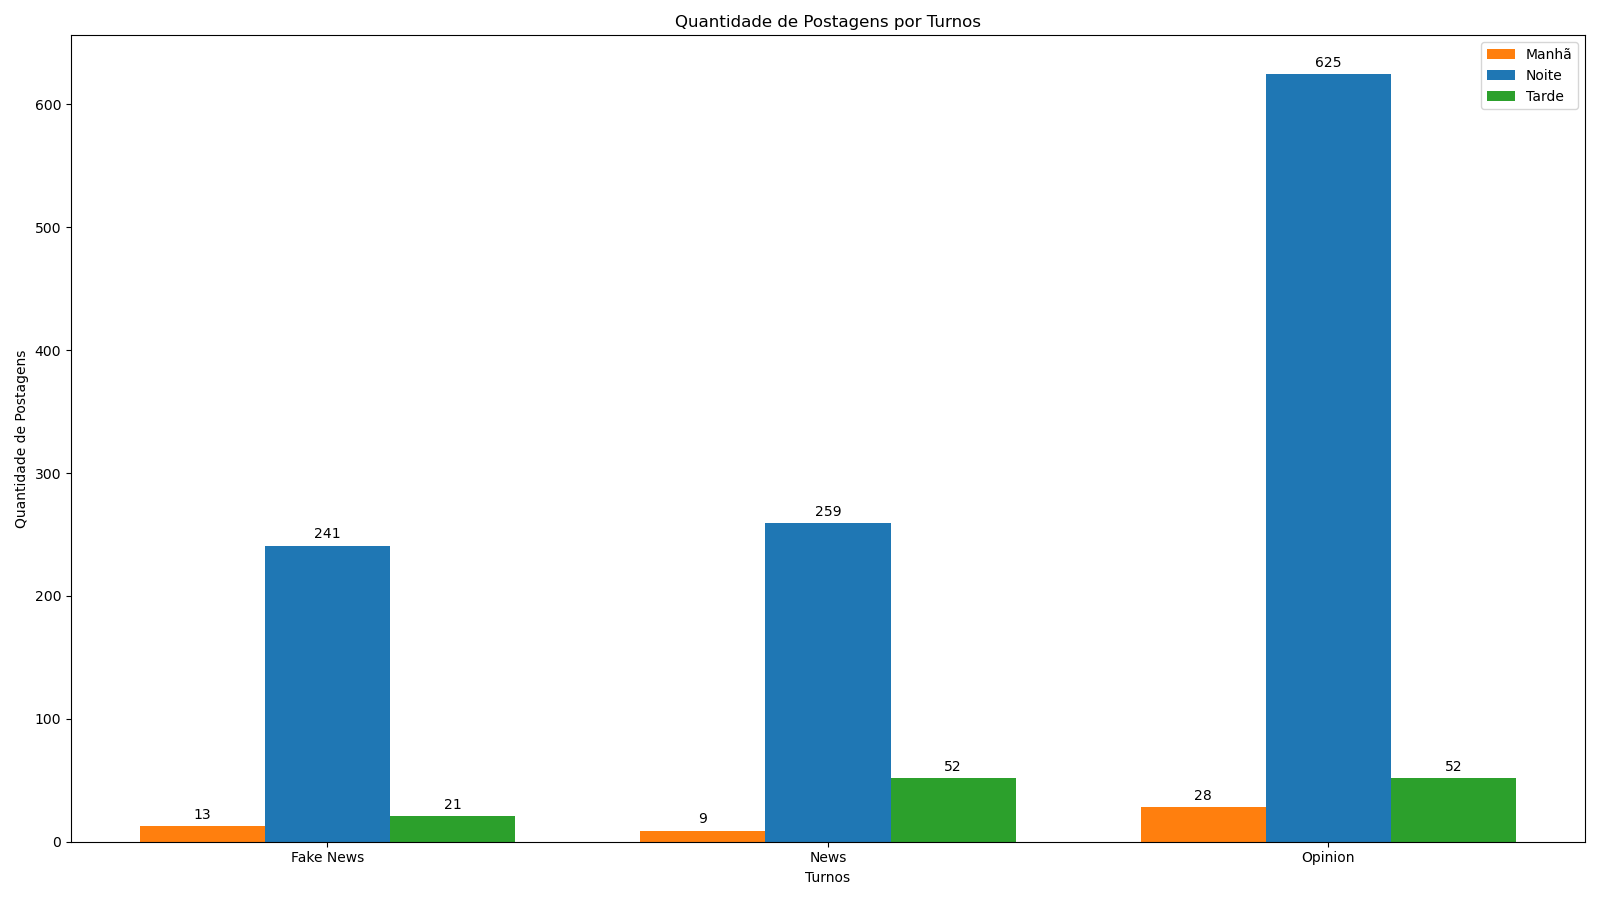 Quantidade de Postagens por Turnos
Manhã
Noite
Tarde
Quantidade de Postagens
600
500
400
300
200
100
0
13
241
21
9
259
52
28
625
52
Fake News
News
Opinion
Turnos